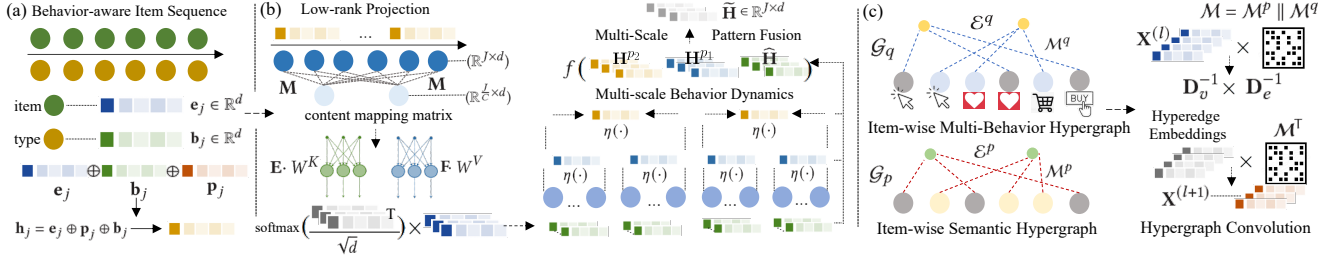 (a) Behavior-aware Item Sequence
item
e_j ∈ ℝ^d
type
b_j ∈ ℝ^d
⊕ ⊕
e_j b_j p_j
h_j = e_j ⊕ p_j ⊕ b_j
(b) Low-rank Projection
...
(ℝ^{J×d})
M M
(ℝ^{J/C×d})
content mapping matrix
E· W^K F· W^V
softmax ( T / √d ) ×
H̃ ∈ ℝ^{J×d}
Multi-Scale Pattern Fusion
f ( H^{p_2} H^{p_1} Ĥ )
Multi-scale Behavior Dynamics
η(·) η(·)
η(·) η(·) η(·) η(·)
... ... ... ...
(c)
𝒢_q ℰ^q ℳ^q
BUY
Item-wise Multi-Behavior Hypergraph
𝒢_p ℰ^p ℳ^p
Item-wise Semantic Hypergraph
ℳ = ℳ^p ∥ ℳ^q
X^{(l)} ×
D_v^{-1} × D_e^{-1}
Hyperedge
Embeddings
ℳ^T
×
X^{(l+1)}
Hypergraph Convolution